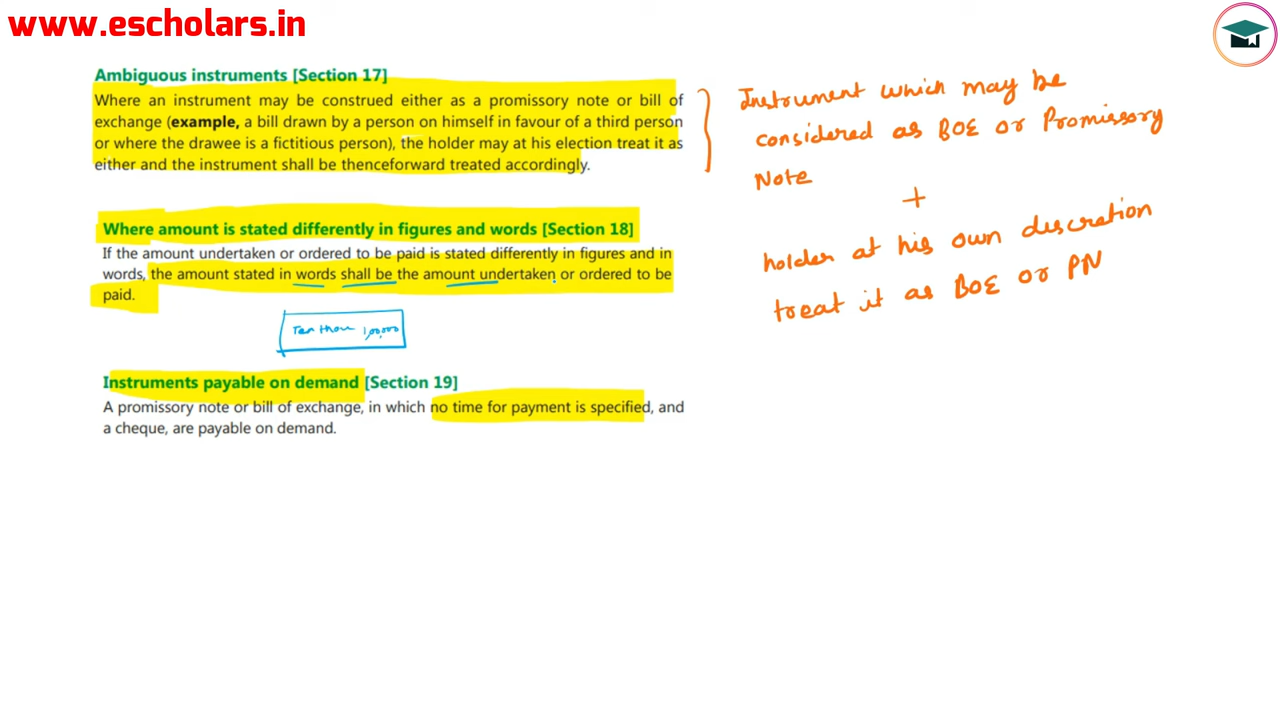 www.escholars.in
Ambiguous instruments [Section 17]
Where an instrument may be construed either as a promissory note or bill of
exchange (example, a bill drawn by a person on himself in favour of a third person
or where the drawee is a fictitious person), the holder may at his election treat it as
either and the instrument shall be thenceforward treated accordingly.
Instrument which may be
considered as BOE or Promissory
Note
+
holder at his own descration
treat it as BOE or PN
Where amount is stated differently in figures and words [Section 18]
If the amount undertaken or ordered to be paid is stated differently in figures and in
words, the amount stated in words shall be the amount undertaken or ordered to be
paid.
Ten thou 1,00,000
Instruments payable on demand [Section 19]
A promissory note or bill of exchange, in which no time for payment is specified, and
a cheque, are payable on demand.